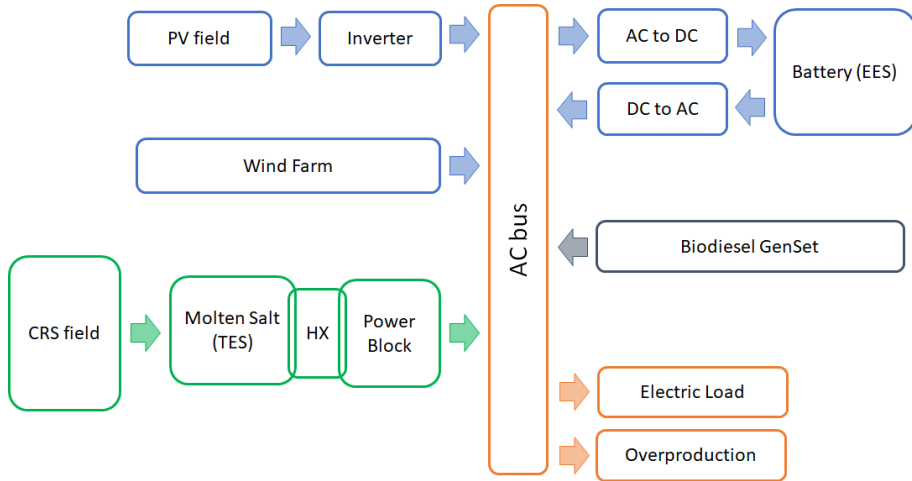 PV field
Inverter
AC to DC
Battery (EES)
DC to AC
Wind Farm
AC bus
Biodiesel GenSet
CRS field
Molten Salt
(TES)
HX
Power
Block
Electric Load
Overproduction